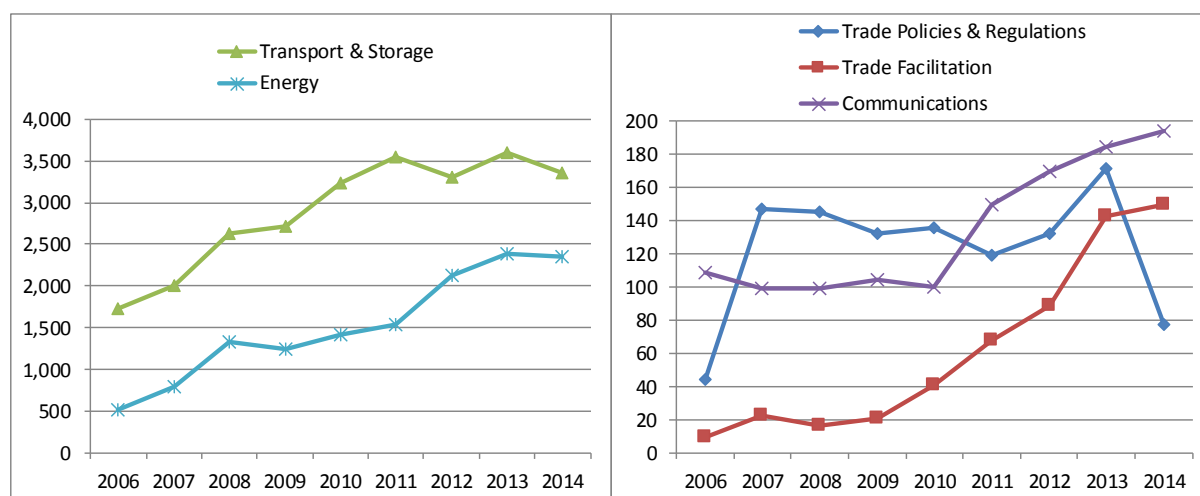 Transport & Storage
Energy
4,000
3,500
3,000
2,500
2,000
1,500
1,000
500
0
2006 2007 2008 2009 2010 2011 2012 2013 2014
Trade Policies & Regulations
Trade Facilitation
Communications
200
180
160
140
120
100
80
60
40
20
0
2006 2007 2008 2009 2010 2011 2012 2013 2014